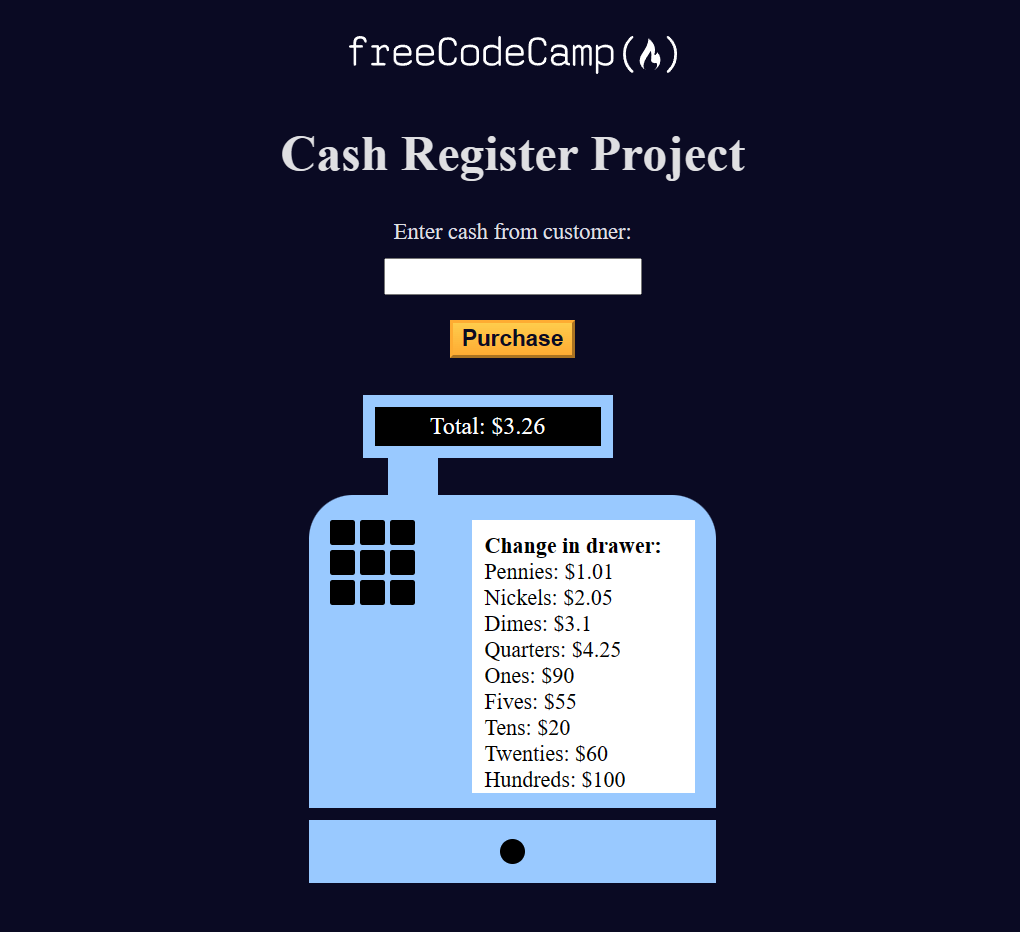 freeCodeCamp
Cash Register Project
Enter cash from customer:
Purchase
Total: $3.26
Change in drawer:
Pennies: $1.01
Nickels: $2.05
Dimes: $3.1
Quarters: $4.25
Ones: $90
Fives: $55
Tens: $20
Twenties: $60
Hundreds: $100